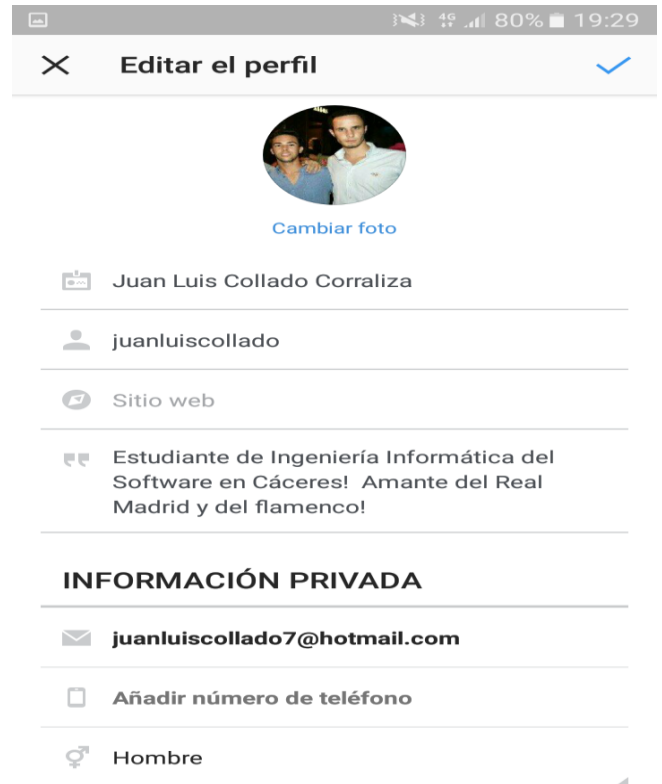 4G 80% 19:29
Editar el perfil
Cambiar foto
Juan Luis Collado Corraliza
juanluiscollado
Sitio web
Estudiante de Ingeniería Informática del
Software en Cáceres!  Amante del Real
Madrid y del flamenco!
INFORMACIÓN PRIVADA
juanluiscollado7@hotmail.com
Añadir número de teléfono
Hombre